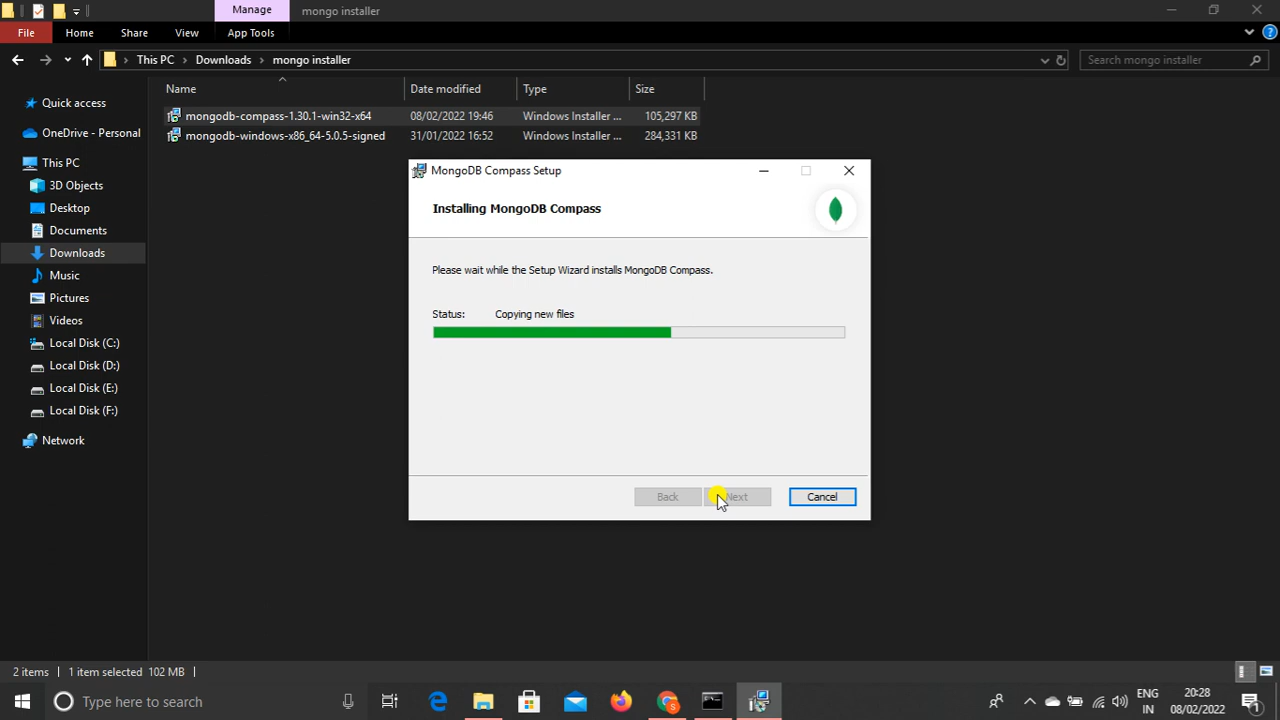 Manage
mongo installer
File
Home
Share
View
App Tools
This PC
Downloads
mongo installer
Search mongo installer
Name
Date modified
Type
Size
mongodb-compass-1.30.1-win32-x64
08/02/2022 19:46
Windows Installer ...
105,297 KB
mongodb-windows-x86_64-5.0.5-signed
31/01/2022 16:52
Windows Installer ...
284,331 KB
Quick access
OneDrive - Personal
This PC
3D Objects
Desktop
Documents
Downloads
Music
Pictures
Videos
Local Disk (C:)
Local Disk (D:)
Local Disk (E:)
Local Disk (F:)
Network
MongoDB Compass Setup
Installing MongoDB Compass
Please wait while the Setup Wizard installs MongoDB Compass.
Status:
Copying new files
Back
Next
Cancel
2 items
1 item selected 102 MB
Type here to search
S
ENG
IN
20:28
08/02/2022
1